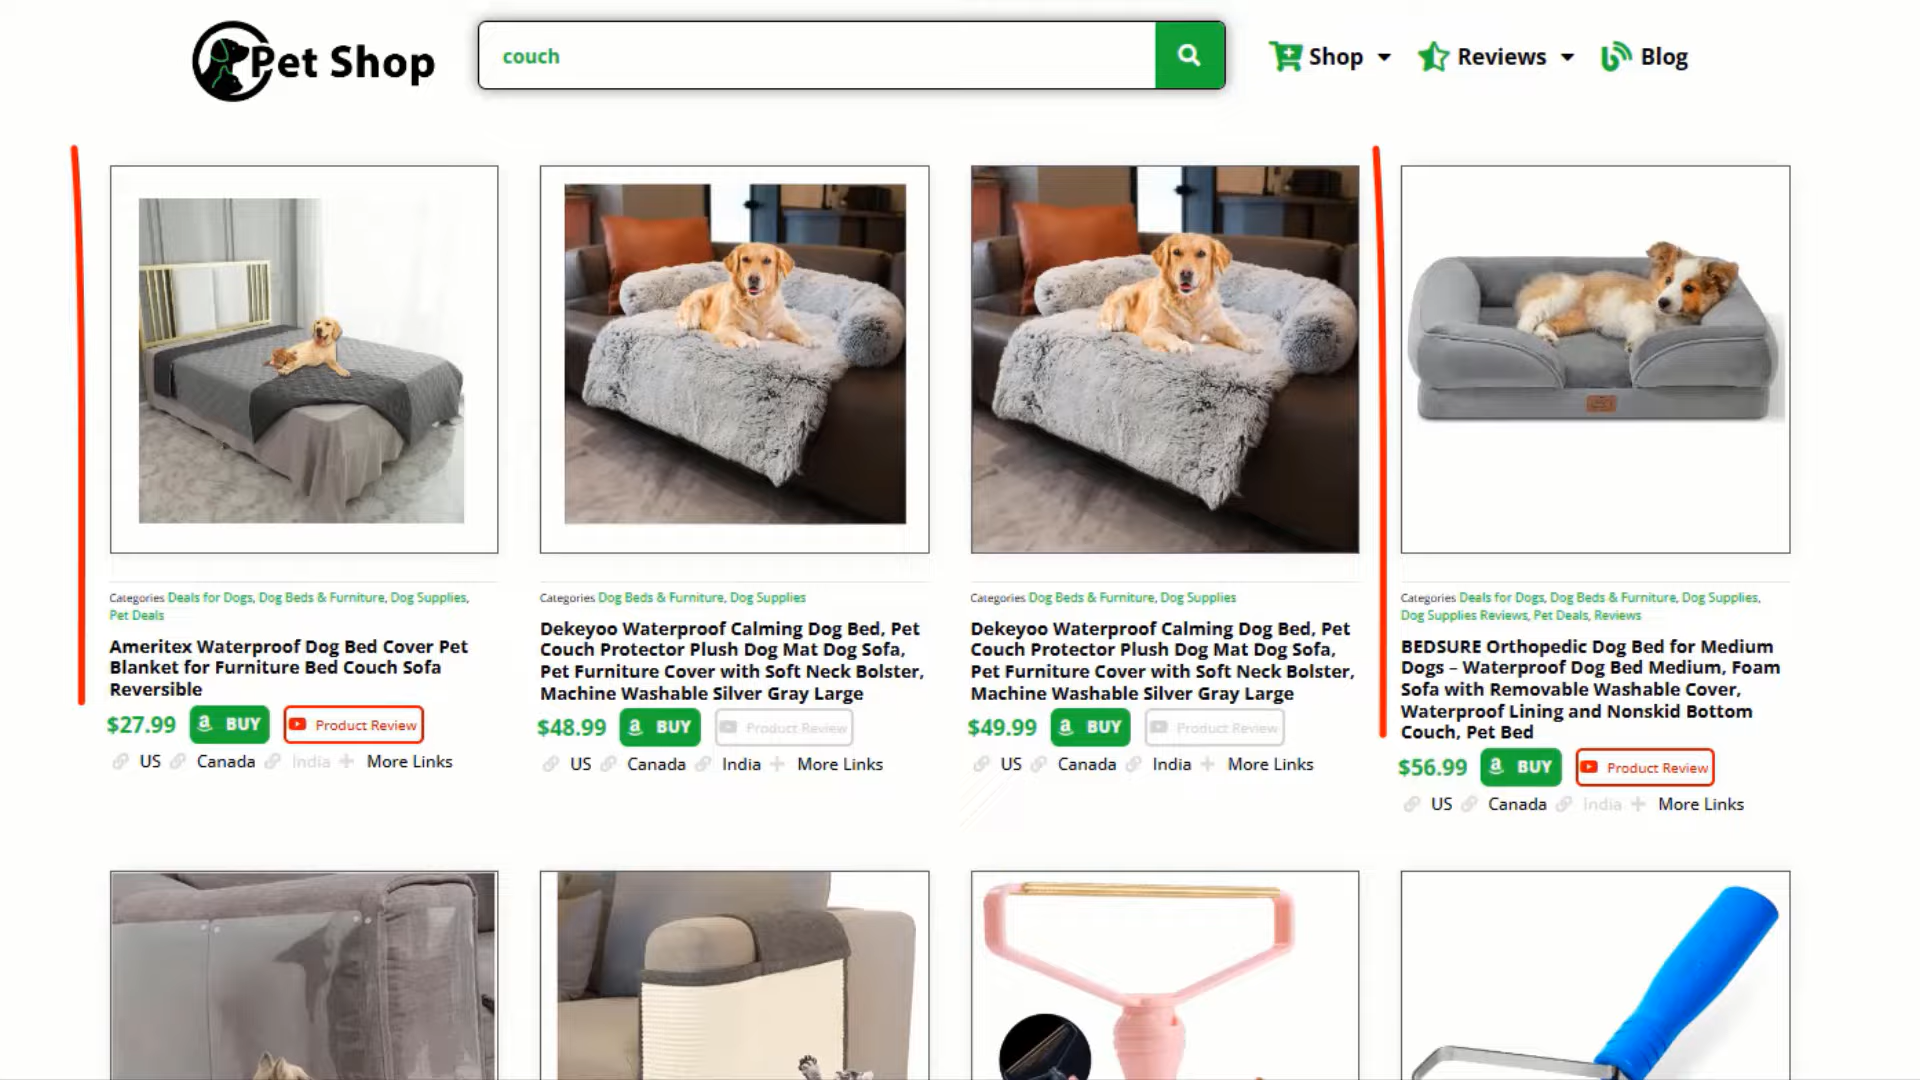 Pet Shop
couch
Shop
Reviews
Blog
Categories Deals for Dogs, Dog Beds & Furniture, Dog Supplies,
Pet Deals
Ameritex Waterproof Dog Bed Cover Pet
Blanket for Furniture Bed Couch Sofa
Reversible
$27.99 a BUY Product Review
US Canada India More Links
Categories Dog Beds & Furniture, Dog Supplies
Dekeyoo Waterproof Calming Dog Bed, Pet
Couch Protector Plush Dog Mat Dog Sofa,
Pet Furniture Cover with Soft Neck Bolster,
Machine Washable Silver Gray Large
$48.99 a BUY Product Review
US Canada India More Links
Categories Dog Beds & Furniture, Dog Supplies
Dekeyoo Waterproof Calming Dog Bed, Pet
Couch Protector Plush Dog Mat Dog Sofa,
Pet Furniture Cover with Soft Neck Bolster,
Machine Washable Silver Gray Large
$49.99 a BUY Product Review
US Canada India More Links
Categories Deals for Dogs, Dog Beds & Furniture, Dog Supplies,
Dog Supplies Reviews, Pet Deals, Reviews
BEDSURE Orthopedic Dog Bed for Medium
Dogs – Waterproof Dog Bed Medium, Foam
Sofa with Removable Washable Cover,
Waterproof Lining and Nonskid Bottom
Couch, Pet Bed
$56.99 a BUY Product Review
US Canada India More Links